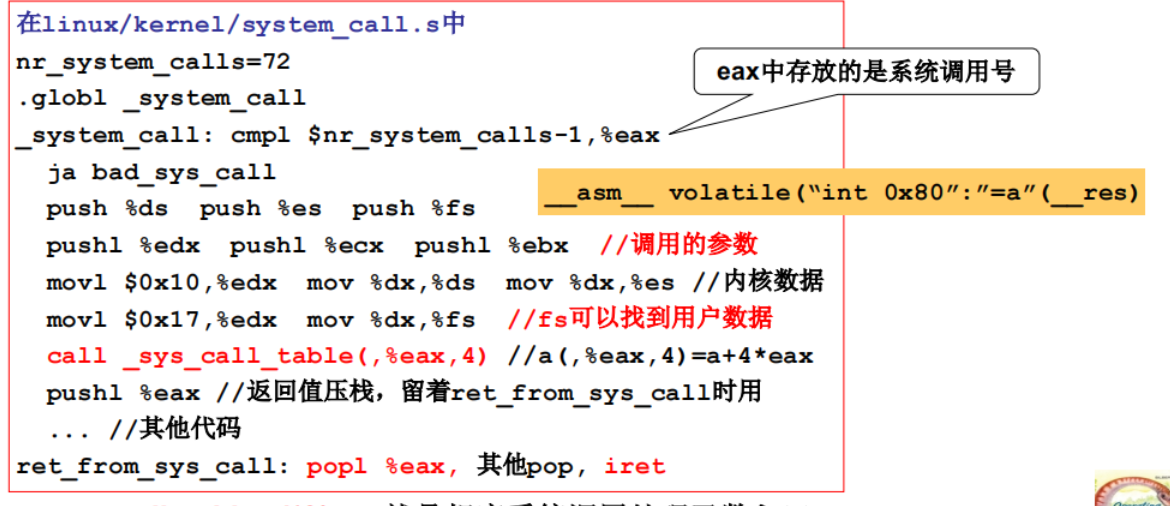 在linux/kernel/system_call.s中
nr_system_calls=72
eax中存放的是系统调用号
.globl _system_call
_system_call: cmpl $nr_system_calls-1,%eax
ja bad_sys_call
__asm__ volatile(“int 0x80”:”=a”(__res)
push %ds push %es push %fs
pushl %edx pushl %ecx pushl %ebx //调用的参数
movl $0x10,%edx mov %dx,%ds mov %dx,%es //内核数据
movl $0x17,%edx mov %dx,%fs //fs可以找到用户数据
call _sys_call_table(,%eax,4) //a(,%eax,4)=a+4*eax
pushl %eax //返回值压栈，留着ret_from_sys_call时用
... //其他代码
ret_from_sys_call: popl %eax, 其他pop, iret